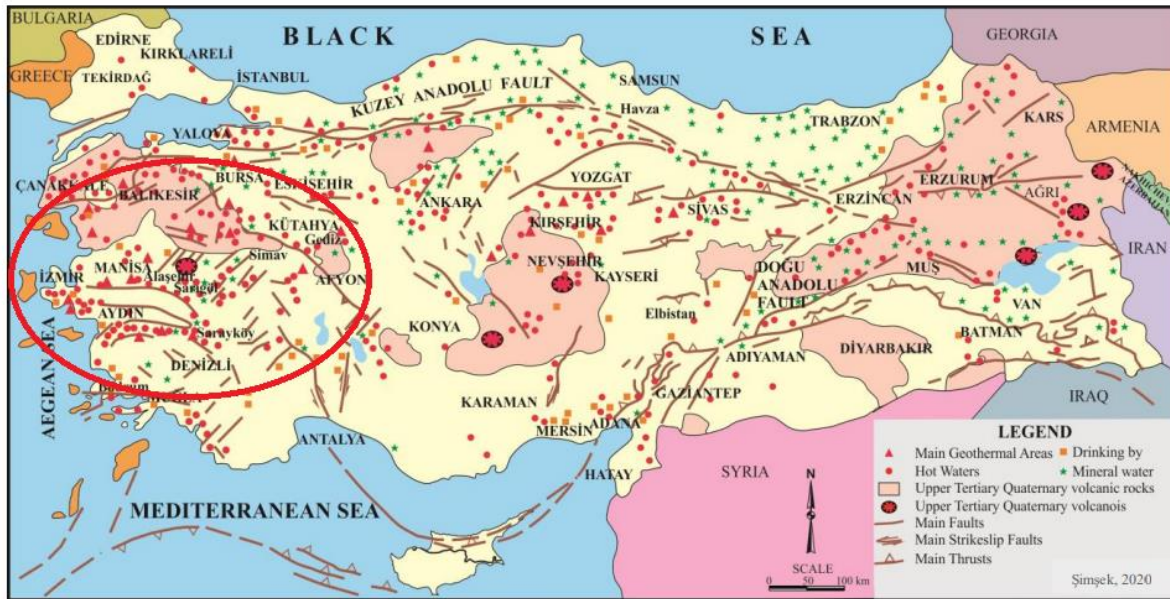 BULGARIA
EDİRNE
KIRKLARELİ
BLACK SEA
GEORGIA
GREECE
TEKİRDAĞ
İSTANBUL
KUZEY ANADOLU FAULT
SAMSUN
Havza
YALOVA
TRABZON
KARS
ARMENIA
ÇANAKKALE
BALIKESİR
BURSA
ESKİŞEHİR
ANKARA
YOZGAT
ERZİNCAN
ERZURUM
AĞRI
KÜTAHYA
Gediz
KIRŞEHİR
SİVAS
IRAN
İZMİR
MANİSA
Alaşehir
Simav
Sarıgöl
AFYON
NEVŞEHİR
KAYSERİ
DOĞU
ANADOLU
FAULT
MUŞ
VAN
AYDIN
Sarayköy
KONYA
Elbistan
BATMAN
DENİZLİ
ADIYAMAN
DİYARBAKIR
AEGEAN SEA
KARAMAN
GAZİANTEP
IRAQ
ANTALYA
MERSİN
ADANA
HATAY
SYRIA
MEDITERRANEAN SEA
N
SCALE
0 50 100 km
LEGEND
Main Geothermal Areas
Drinking by
Hot Waters
Mineral water
Upper Tertiary Quaternary volcanic rocks
Upper Tertiary Quaternary volcanois
Main Faults
Main Strikeslip Faults
Main Thrusts
Şimşek, 2020